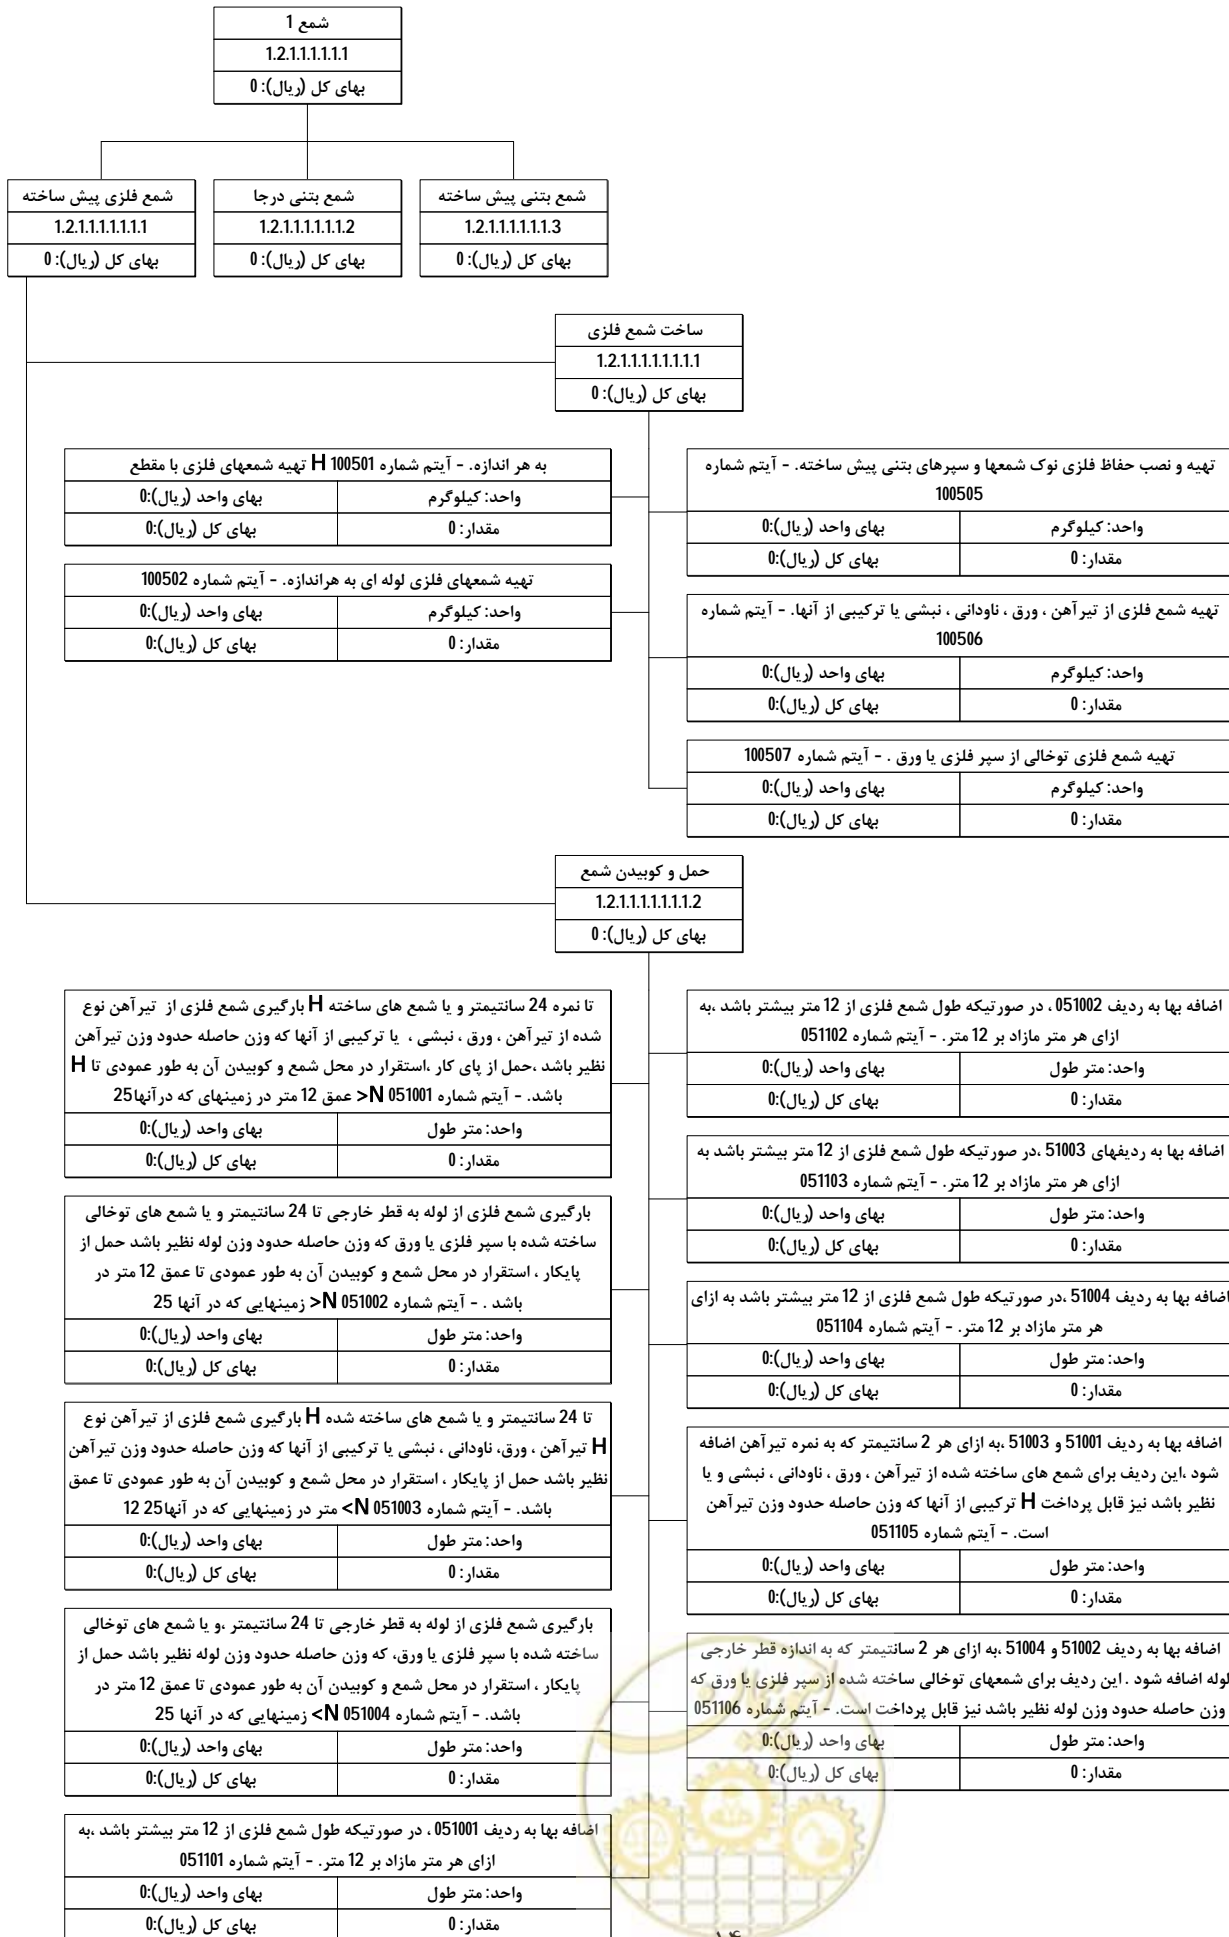 شمع 1
1.2.1.1.1.1.1.1
بهای کل (ریال): 0
شمع فلزی پیش ساخته
1.2.1.1.1.1.1.1.1
بهای کل (ریال): 0
شمع بتنی درجا
1.2.1.1.1.1.1.1.2
بهای کل (ریال): 0
شمع بتنی پیش ساخته
1.2.1.1.1.1.1.1.3
بهای کل (ریال): 0
ساخت شمع فلزی
1.2.1.1.1.1.1.1.1.1
بهای کل (ریال): 0
به هر اندازه. - آیتم شماره 100501 H تهیه شمعهای فلزی با مقطع
واحد: کیلوگرم
بهای واحد (ریال):0
مقدار: 0
بهای کل (ریال):0
تهیه شمعهای فلزی لوله ای به هراندازه. - آیتم شماره 100502
واحد: کیلوگرم
بهای واحد (ریال):0
مقدار: 0
بهای کل (ریال):0
تهیه و نصب حفاظ فلزی نوک شمعها و سپرهای بتنی پیش ساخته. - آیتم شماره
100505
واحد: کیلوگرم
بهای واحد (ریال):0
مقدار: 0
بهای کل (ریال):0
تهیه شمع فلزی از تیرآهن ، ورق ، ناودانی ، نبشی یا ترکیبی از آنها. - آیتم شماره
100506
واحد: کیلوگرم
بهای واحد (ریال):0
مقدار: 0
بهای کل (ریال):0
تهیه شمع فلزی توخالی از سپر فلزی یا ورق . - آیتم شماره 100507
واحد: کیلوگرم
بهای واحد (ریال):0
مقدار: 0
بهای کل (ریال):0
حمل و کوبیدن شمع
1.2.1.1.1.1.1.1.1.2
بهای کل (ریال): 0
تا نمره 24 سانتیمتر و یا شمع های ساخته H بارگیری شمع فلزی از تیرآهن نوع
شده از تیرآهن ، ورق ، نبشی ، یا ترکیبی از آنها که وزن حاصله حدود وزن تیرآهن
نظیر باشد ،حمل از پای کار ،استقرار در محل شمع و کوبیدن آن به طور عمودی تا H
باشد. - آیتم شماره 051001 N< عمق 12 متر در زمینهای که درآنها25
واحد: متر طول
بهای واحد (ریال):0
مقدار: 0
بهای کل (ریال):0
بارگیری شمع فلزی از لوله به قطر خارجی تا 24 سانتیمتر و یا شمع های توخالی
ساخته شده با سپر فلزی یا ورق که وزن حاصله حدود وزن لوله نظیر باشد حمل از
پایکار ، استقرار در محل شمع و کوبیدن آن به طور عمودی تا عمق 12 متر در
باشد . - آیتم شماره 051002 N< زمینهایی که در آنها 25
واحد: متر طول
بهای واحد (ریال):0
مقدار: 0
بهای کل (ریال):0
تا 24 سانتیمتر و یا شمع های ساخته شده H بارگیری شمع فلزی از تیرآهن نوع
H تیرآهن ، ورق، ناودانی ، نبشی یا ترکیبی از آنها که وزن حاصله حدود وزن تیرآهن
نظیر باشد حمل از پایکار ، استقرار در محل شمع و کوبیدن آن به طور عمودی تا عمق
باشد. - آیتم شماره 051003 N> متر در زمینهایی که در آنها25 12
واحد: متر طول
بهای واحد (ریال):0
مقدار: 0
بهای کل (ریال):0
بارگیری شمع فلزی از لوله به قطر خارجی تا 24 سانتیمتر ،و یا شمع های توخالی
ساخته شده با سپر فلزی یا ورق، که وزن حاصله حدود وزن لوله نظیر باشد حمل از
پایکار ، استقرار در محل شمع و کوبیدن آن به طور عمودی تا عمق 12 متر در
باشد. - آیتم شماره 051004 N> زمینهایی که در آنها 25
واحد: متر طول
بهای واحد (ریال):0
مقدار: 0
بهای کل (ریال):0
اضافه بها به ردیف 051001 ، در صورتیکه طول شمع فلزی از 12 متر بیشتر باشد ،به
ازای هر متر مازاد بر 12 متر. - آیتم شماره 051101
واحد: متر طول
بهای واحد (ریال):0
مقدار: 0
بهای کل (ریال):0
اضافه بها به ردیف 051002 ، در صورتیکه طول شمع فلزی از 12 متر بیشتر باشد ،به
ازای هر متر مازاد بر 12 متر. - آیتم شماره 051102
واحد: متر طول
بهای واحد (ریال):0
مقدار: 0
بهای کل (ریال):0
اضافه بها به ردیفهای 51003 ،در صورتیکه طول شمع فلزی از 12 متر بیشتر باشد به
ازای هر متر مازاد بر 12 متر. - آیتم شماره 051103
واحد: متر طول
بهای واحد (ریال):0
مقدار: 0
بهای کل (ریال):0
اضافه بها به ردیف 51004 ،در صورتیکه طول شمع فلزی از 12 متر بیشتر باشد به ازای
هر متر مازاد بر 12 متر. - آیتم شماره 051104
واحد: متر طول
بهای واحد (ریال):0
مقدار: 0
بهای کل (ریال):0
اضافه بها به ردیف 51001 و 51003 ،به ازای هر 2 سانتیمتر که به نمره تیرآهن اضافه
شود ،این ردیف برای شمع های ساخته شده از تیرآهن ، ورق ، ناودانی ، نبشی و یا
نظیر باشد نیز قابل پرداخت H ترکیبی از آنها که وزن حاصله حدود وزن تیرآهن
است. - آیتم شماره 051105
واحد: متر طول
بهای واحد (ریال):0
مقدار: 0
بهای کل (ریال):0
اضافه بها به ردیف 51002 و 51004 ،به ازای هر 2 سانتیمتر که به اندازه قطر خارجی
لوله اضافه شود . این ردیف برای شمعهای توخالی ساخته شده از سپر فلزی یا ورق که
وزن حاصله حدود وزن لوله نظیر باشد نیز قابل پرداخت است. - آیتم شماره 051106
واحد: متر طول
بهای واحد (ریال):0
مقدار: 0
بهای کل (ریال):0